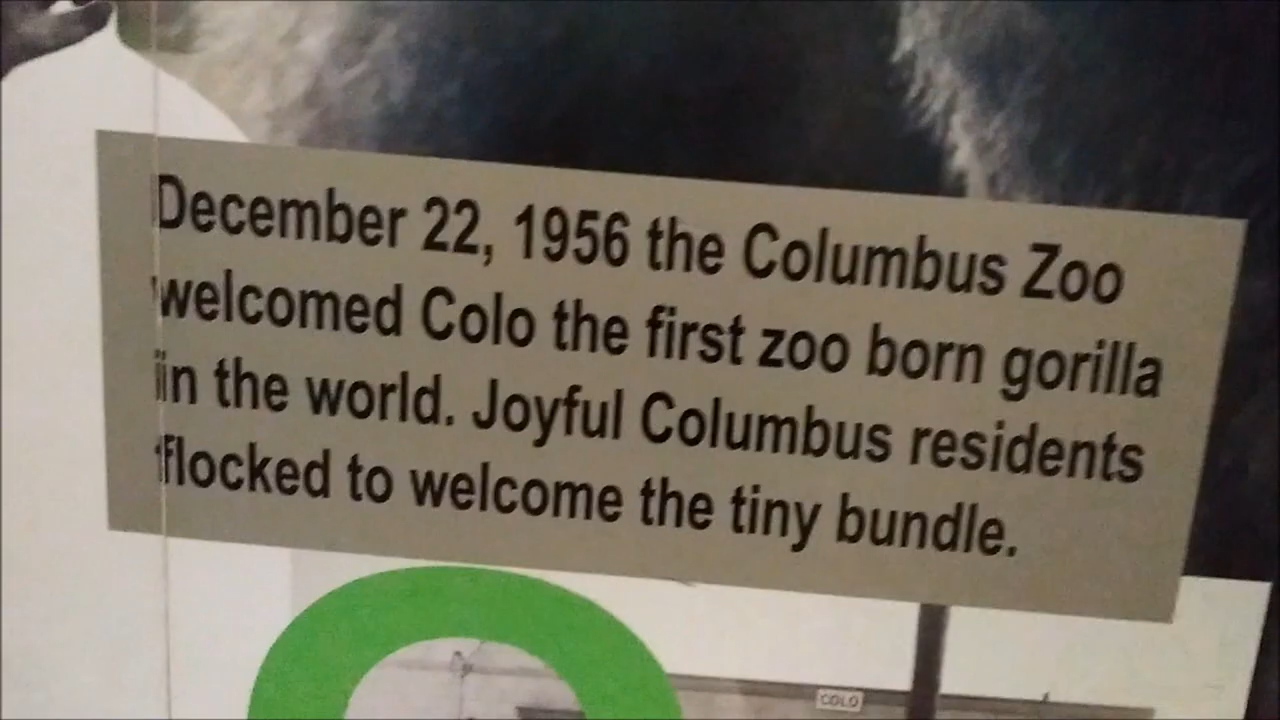 December 22, 1956 the Columbus Zoo
welcomed Colo the first zoo born gorilla
in the world. Joyful Columbus residents
flocked to welcome the tiny bundle.
COLO